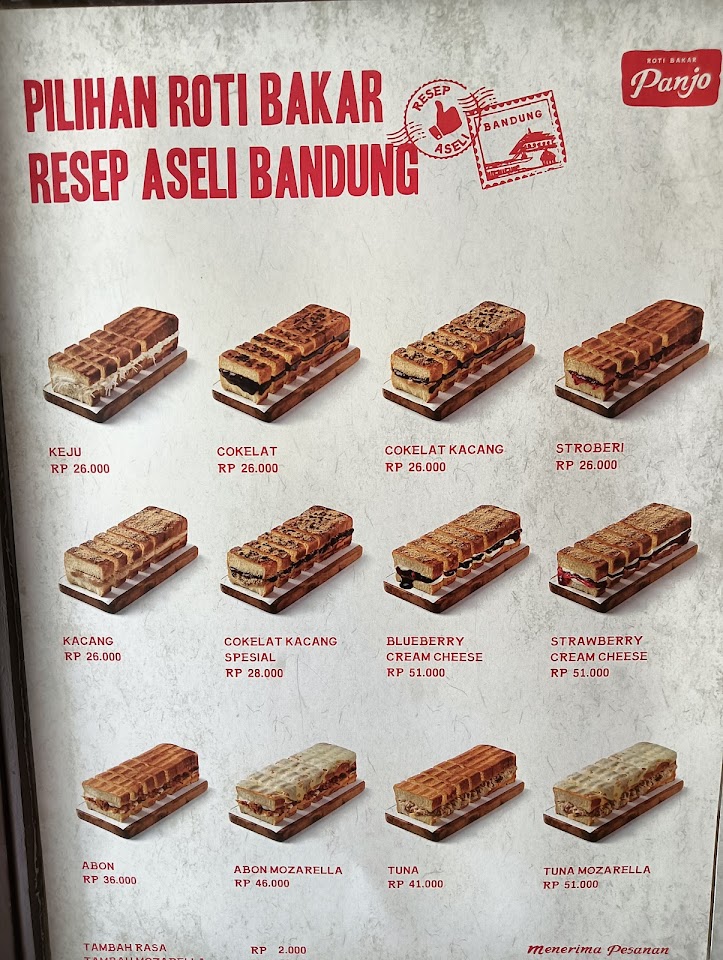 ROTI BAKAR
Panjo
PILIHAN ROTI BAKAR
RESEP ASELI BANDUNG
RESEP
ASELI
BANDUNG
KEJU
RP 26.000
COKELAT
RP 26.000
COKELAT KACANG
RP 26.000
STROBERI
RP 26.000
KACANG
RP 26.000
COKELAT KACANG
SPESIAL
RP 28.000
BLUEBERRY
CREAM CHEESE
RP 51.000
STRAWBERRY
CREAM CHEESE
RP 51.000
ABON
RP 36.000
ABON MOZARELLA
RP 46.000
TUNA
RP 41.000
TUNA MOZARELLA
RP 51.000
TAMBAH RASA
RP 2.000
TAMBAH MOZARELLA
Menerima Pesanan